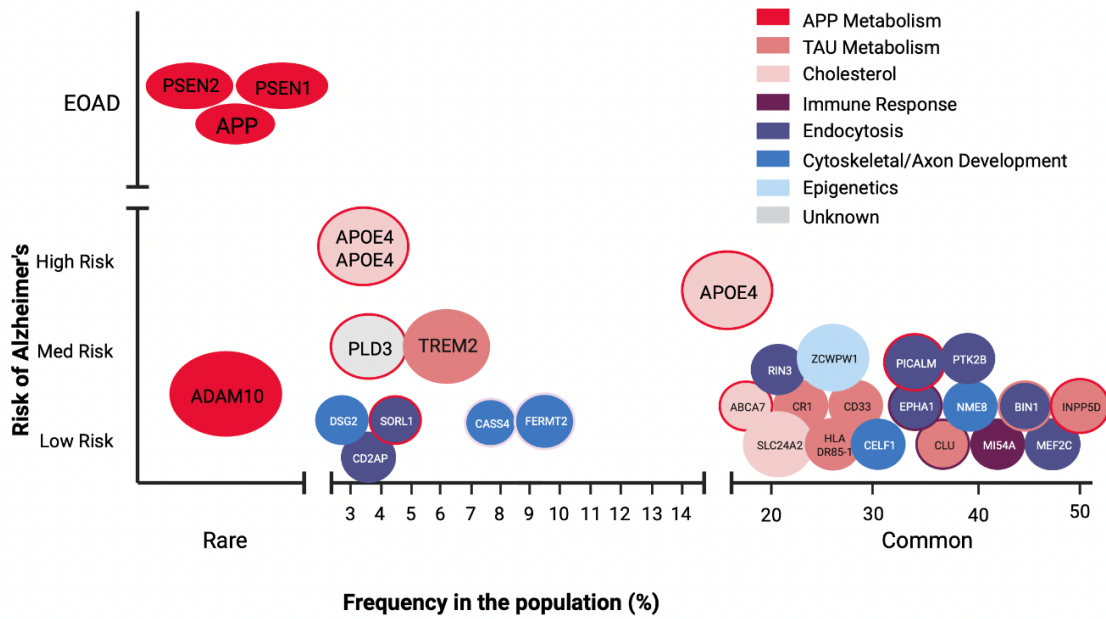 APP Metabolism
TAU Metabolism
Cholesterol
Immune Response
Endocytosis
Cytoskeletal/Axon Development
Epigenetics
Unknown
Risk of Alzheimer's
EOAD
High Risk
Med Risk
Low Risk
PSEN2
PSEN1
APP
APOE4
APOE4
APOE4
PLD3
TREM2
ADAM10
DSG2
SORL1
CD2AP
CASS4
FERMT2
RIN3
ZCWPW1
PICALM
PTK2B
ABCA7
CR1
CD33
EPHA1
NME8
BIN1
INPP5D
SLC24A2
HLA
DR85-1
CELF1
CLU
MI54A
MEF2C
3 4 5 6 7 8 9 10 11 12 13 14
20 30 40 50
Rare
Common
Frequency in the population (%)